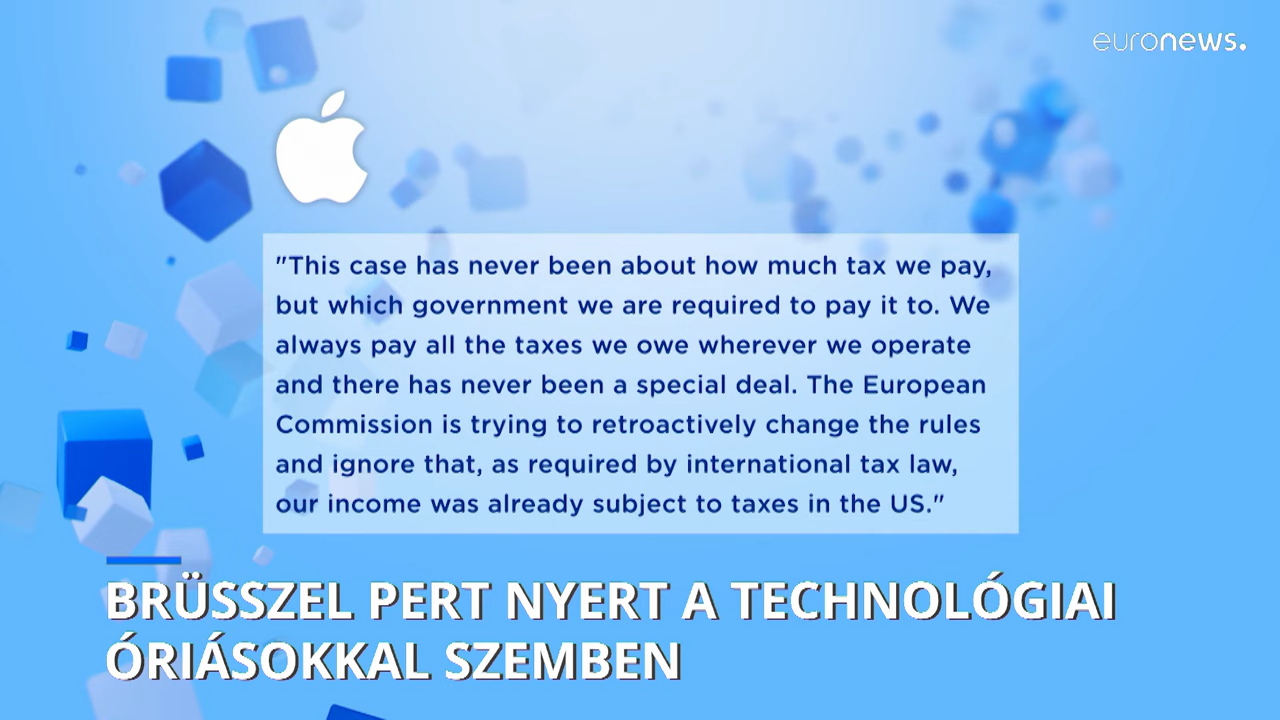 euronews.
"This case has never been about how much tax we pay,
but which government we are required to pay it to. We
always pay all the taxes we owe wherever we operate
and there has never been a special deal. The European
Commission is trying to retroactively change the rules
and ignore that, as required by international tax law,
our income was already subject to taxes in the US."
BRÜSSZEL PERT NYERT A TECHNOLÓGIAI
ÓRIÁSOKKAL SZEMBEN